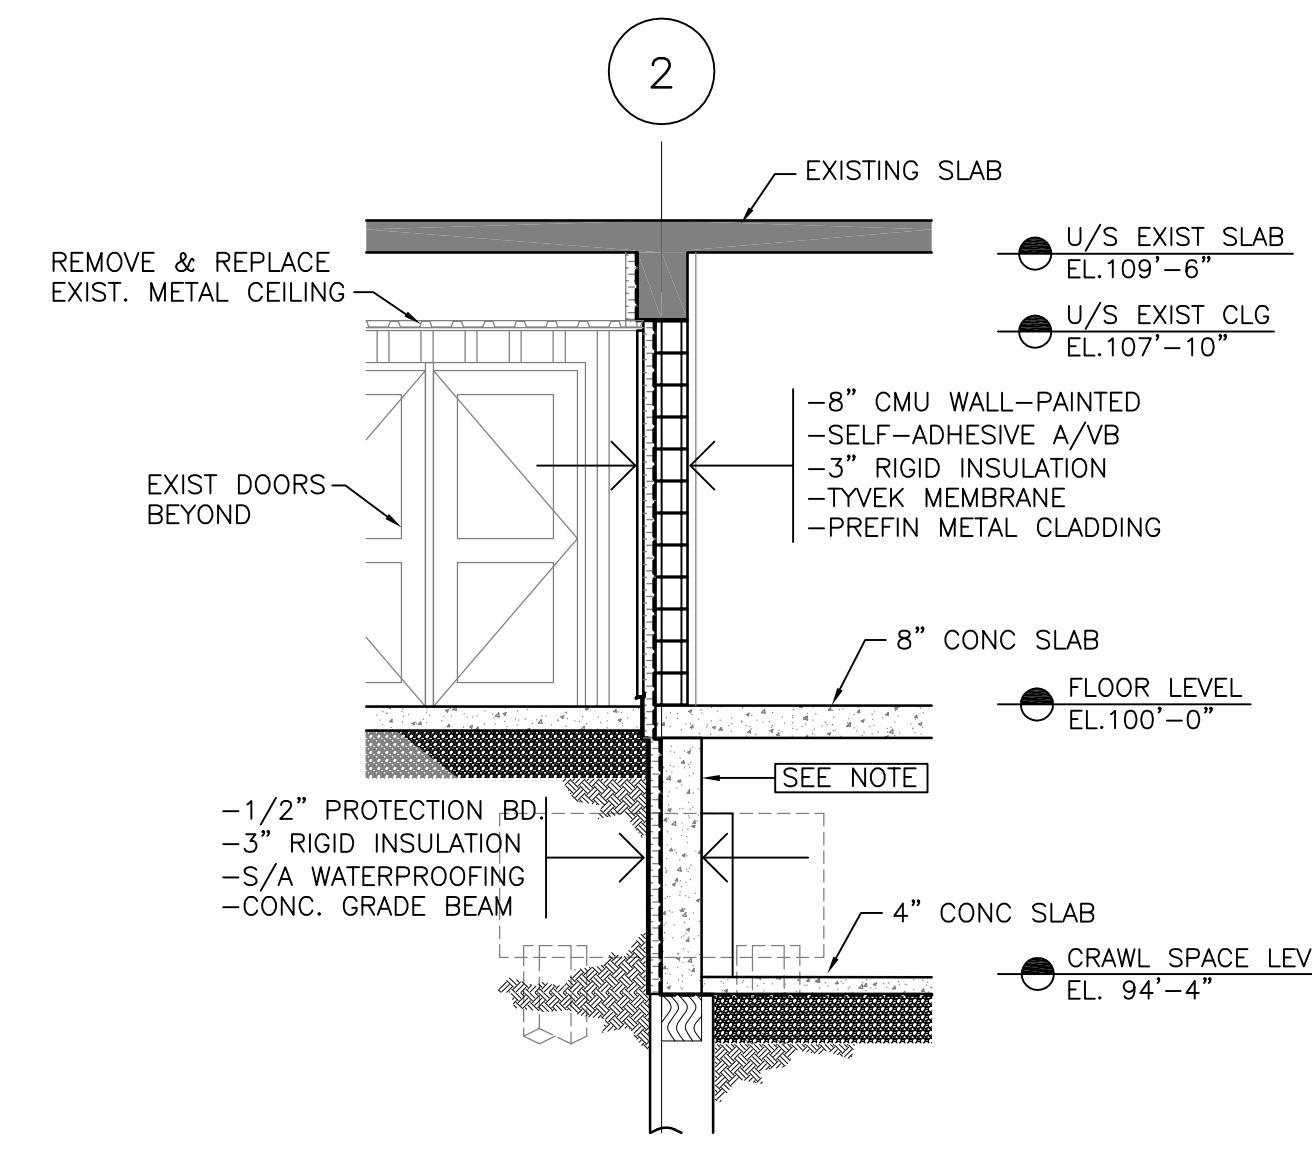 2
EXISTING SLAB
U/S EXIST SLAB
EL.109'-6"
REMOVE & REPLACE
EXIST. METAL CEILING
U/S EXIST CLG
EL.107'-10"
-8" CMU WALL-PAINTED
-SELF-ADHESIVE A/VB
-3" RIGID INSULATION
-TYVEK MEMBRANE
-PREFIN METAL CLADDING
EXIST DOORS
BEYOND
8" CONC SLAB
FLOOR LEVEL
EL.100'-0"
SEE NOTE
-1/2" PROTECTION BD.
-3" RIGID INSULATION
-S/A WATERPROOFING
-CONC. GRADE BEAM
4" CONC SLAB
CRAWL SPACE LEV
EL. 94'-4"